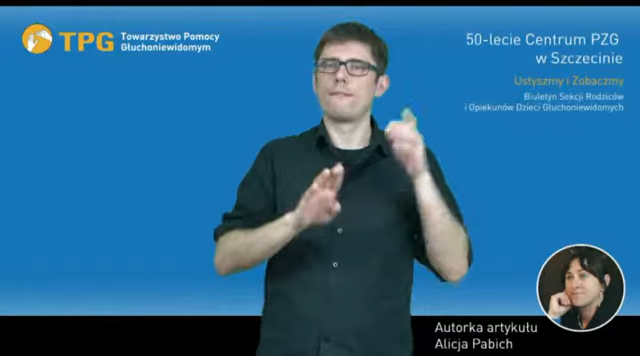 TPG
Towarzystwo Pomocy
Głuchoniewidomym
50-lecie Centrum PZG
w Szczecinie
Usłyszmy i Zobaczmy
Biuletyn Sekcji Rodziców
i Opiekunów Dzieci Głuchoniewidomych
Autorka artykułu
Alicja Pabich